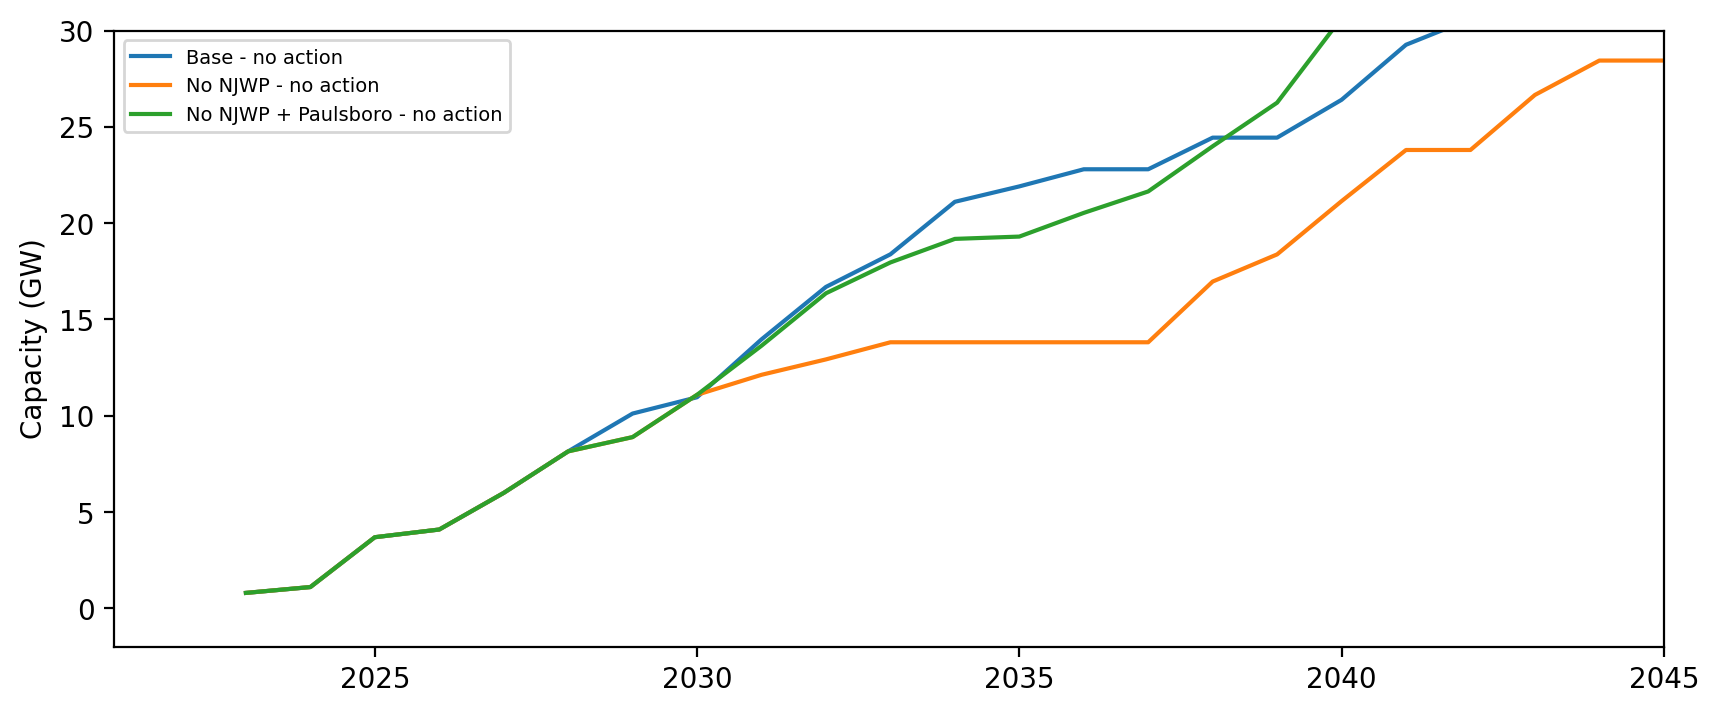 30
25
20
15
10
5
0
Capacity (GW)
Base - no action
No NJWP - no action
No NJWP + Paulsboro - no action
2025 2030 2035 2040 2045